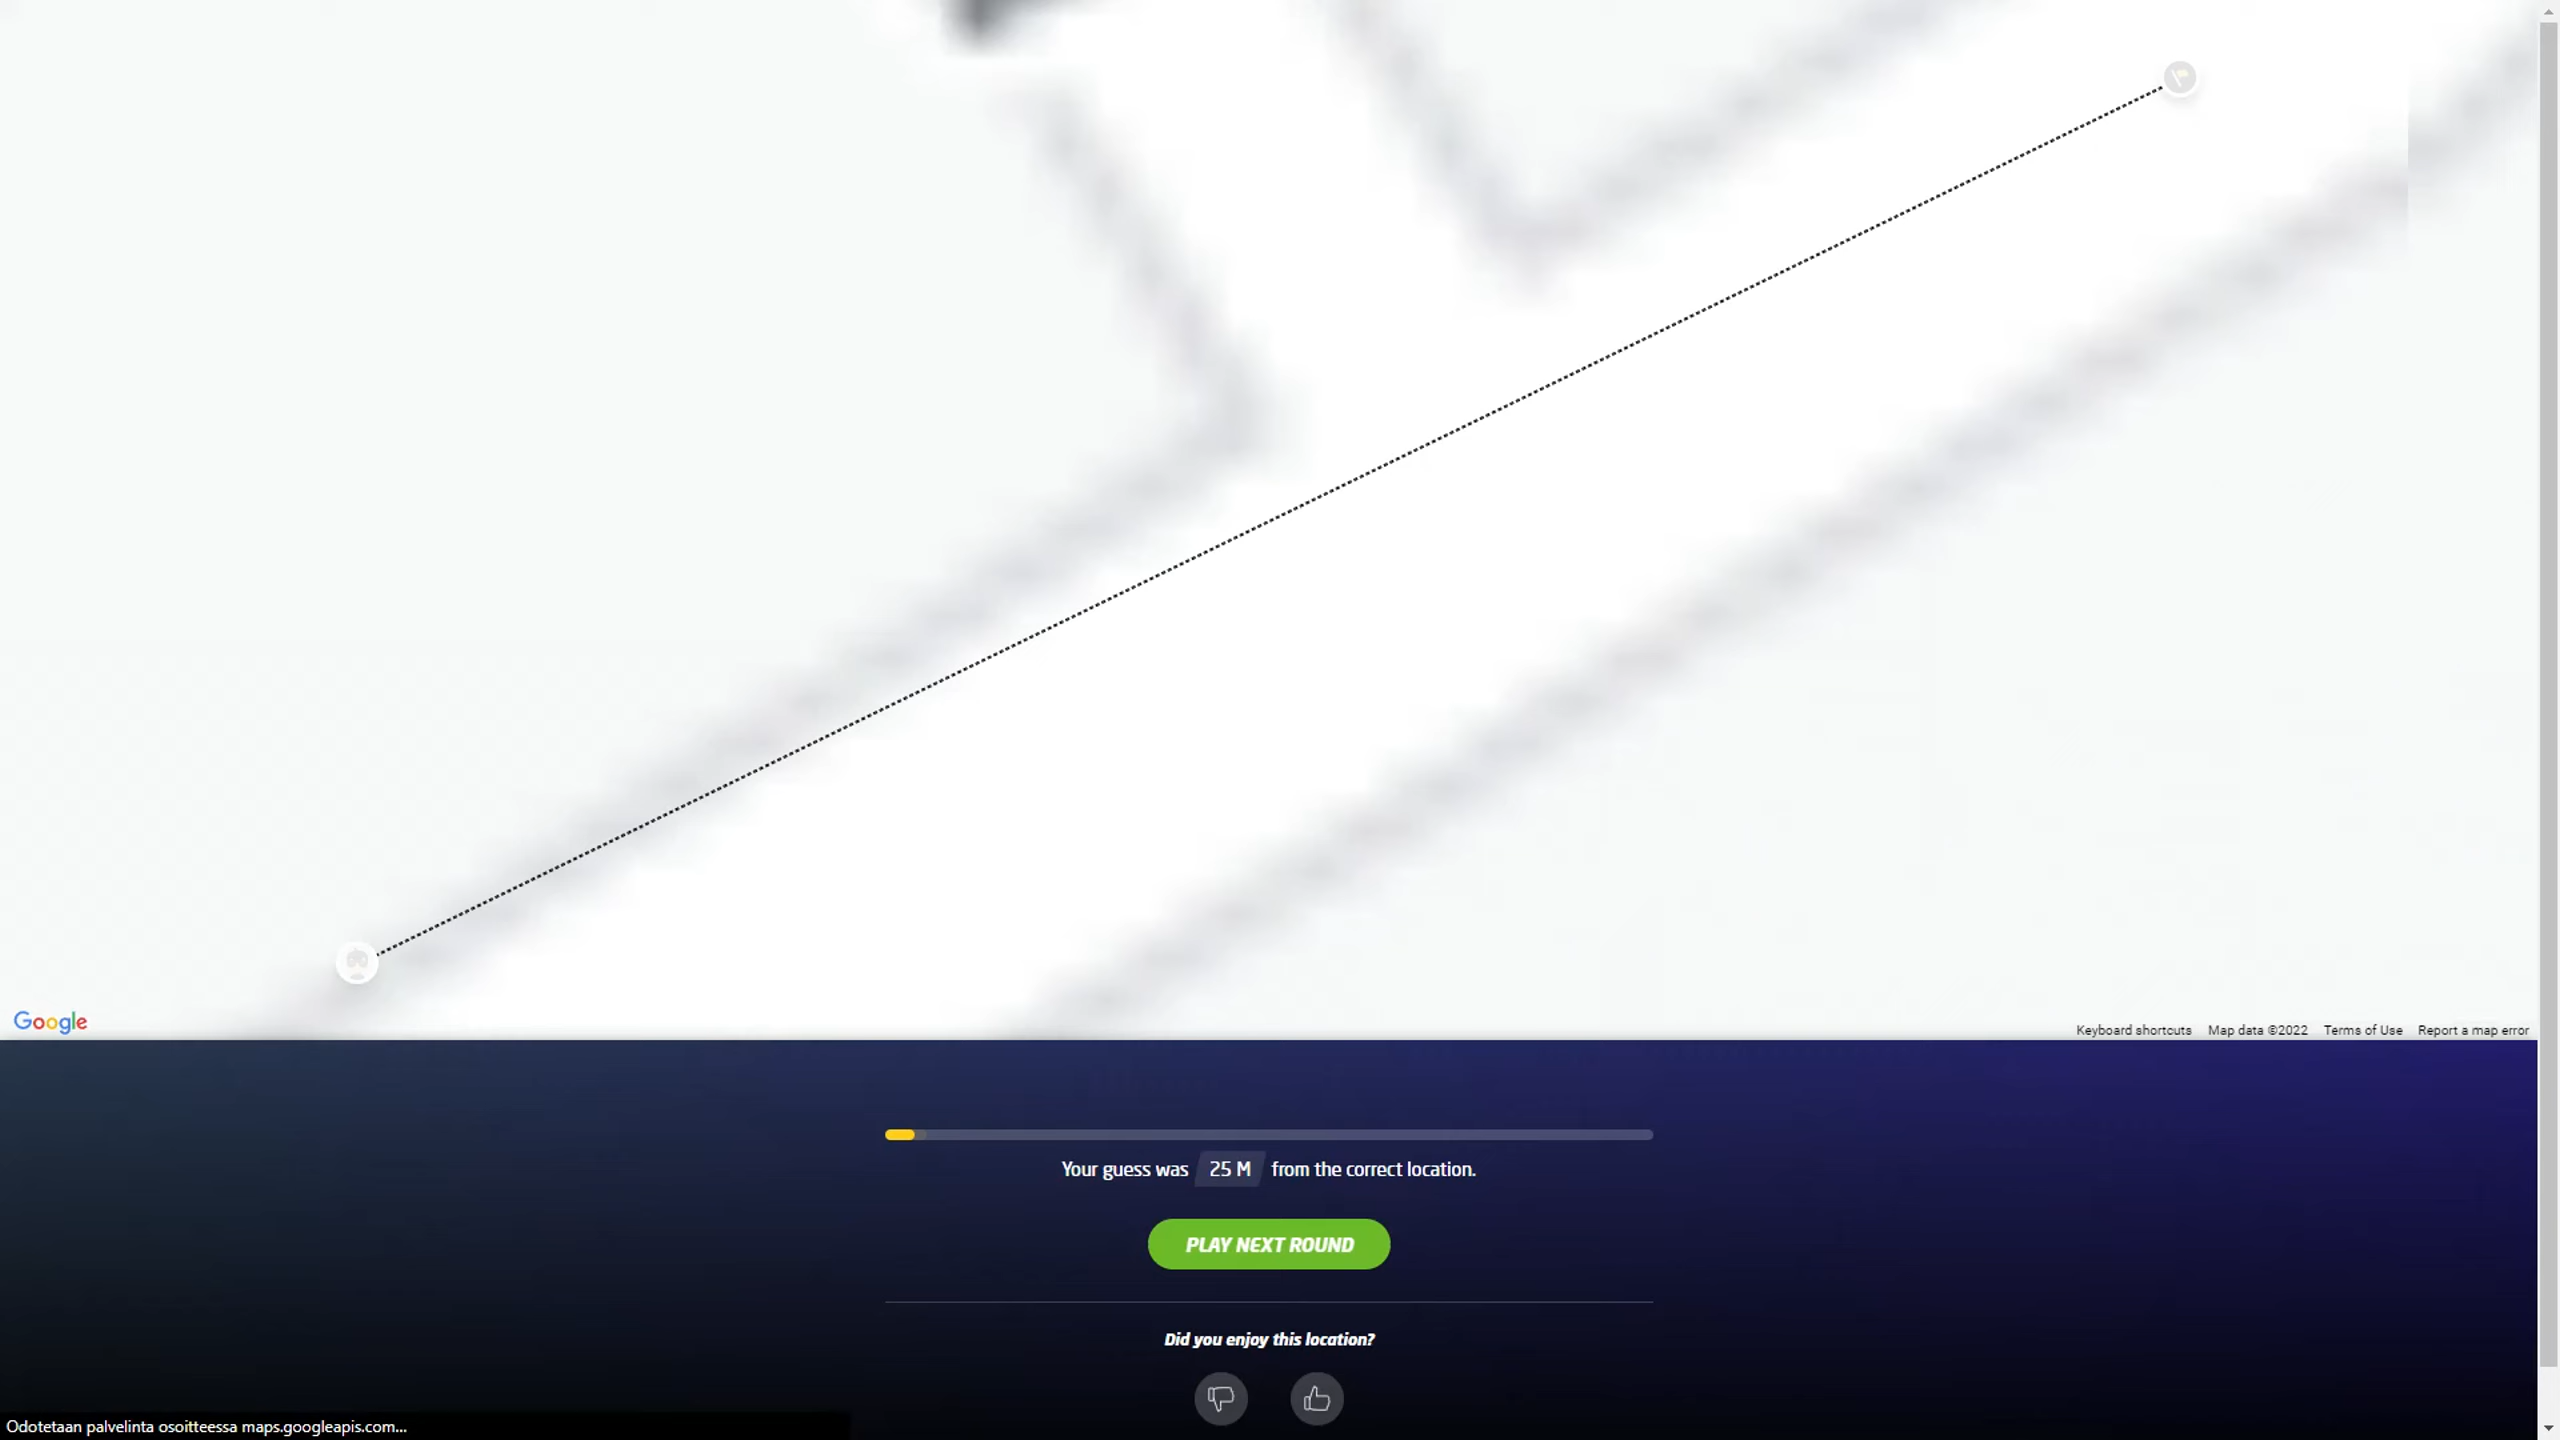 Google
Keyboard shortcuts Map data ©2022 Terms of Use Report a map error
Your guess was 25 M from the correct location.
PLAY NEXT ROUND
Did you enjoy this location?
Odotetaan palvelinta osoitteessa maps.googleapis.com...